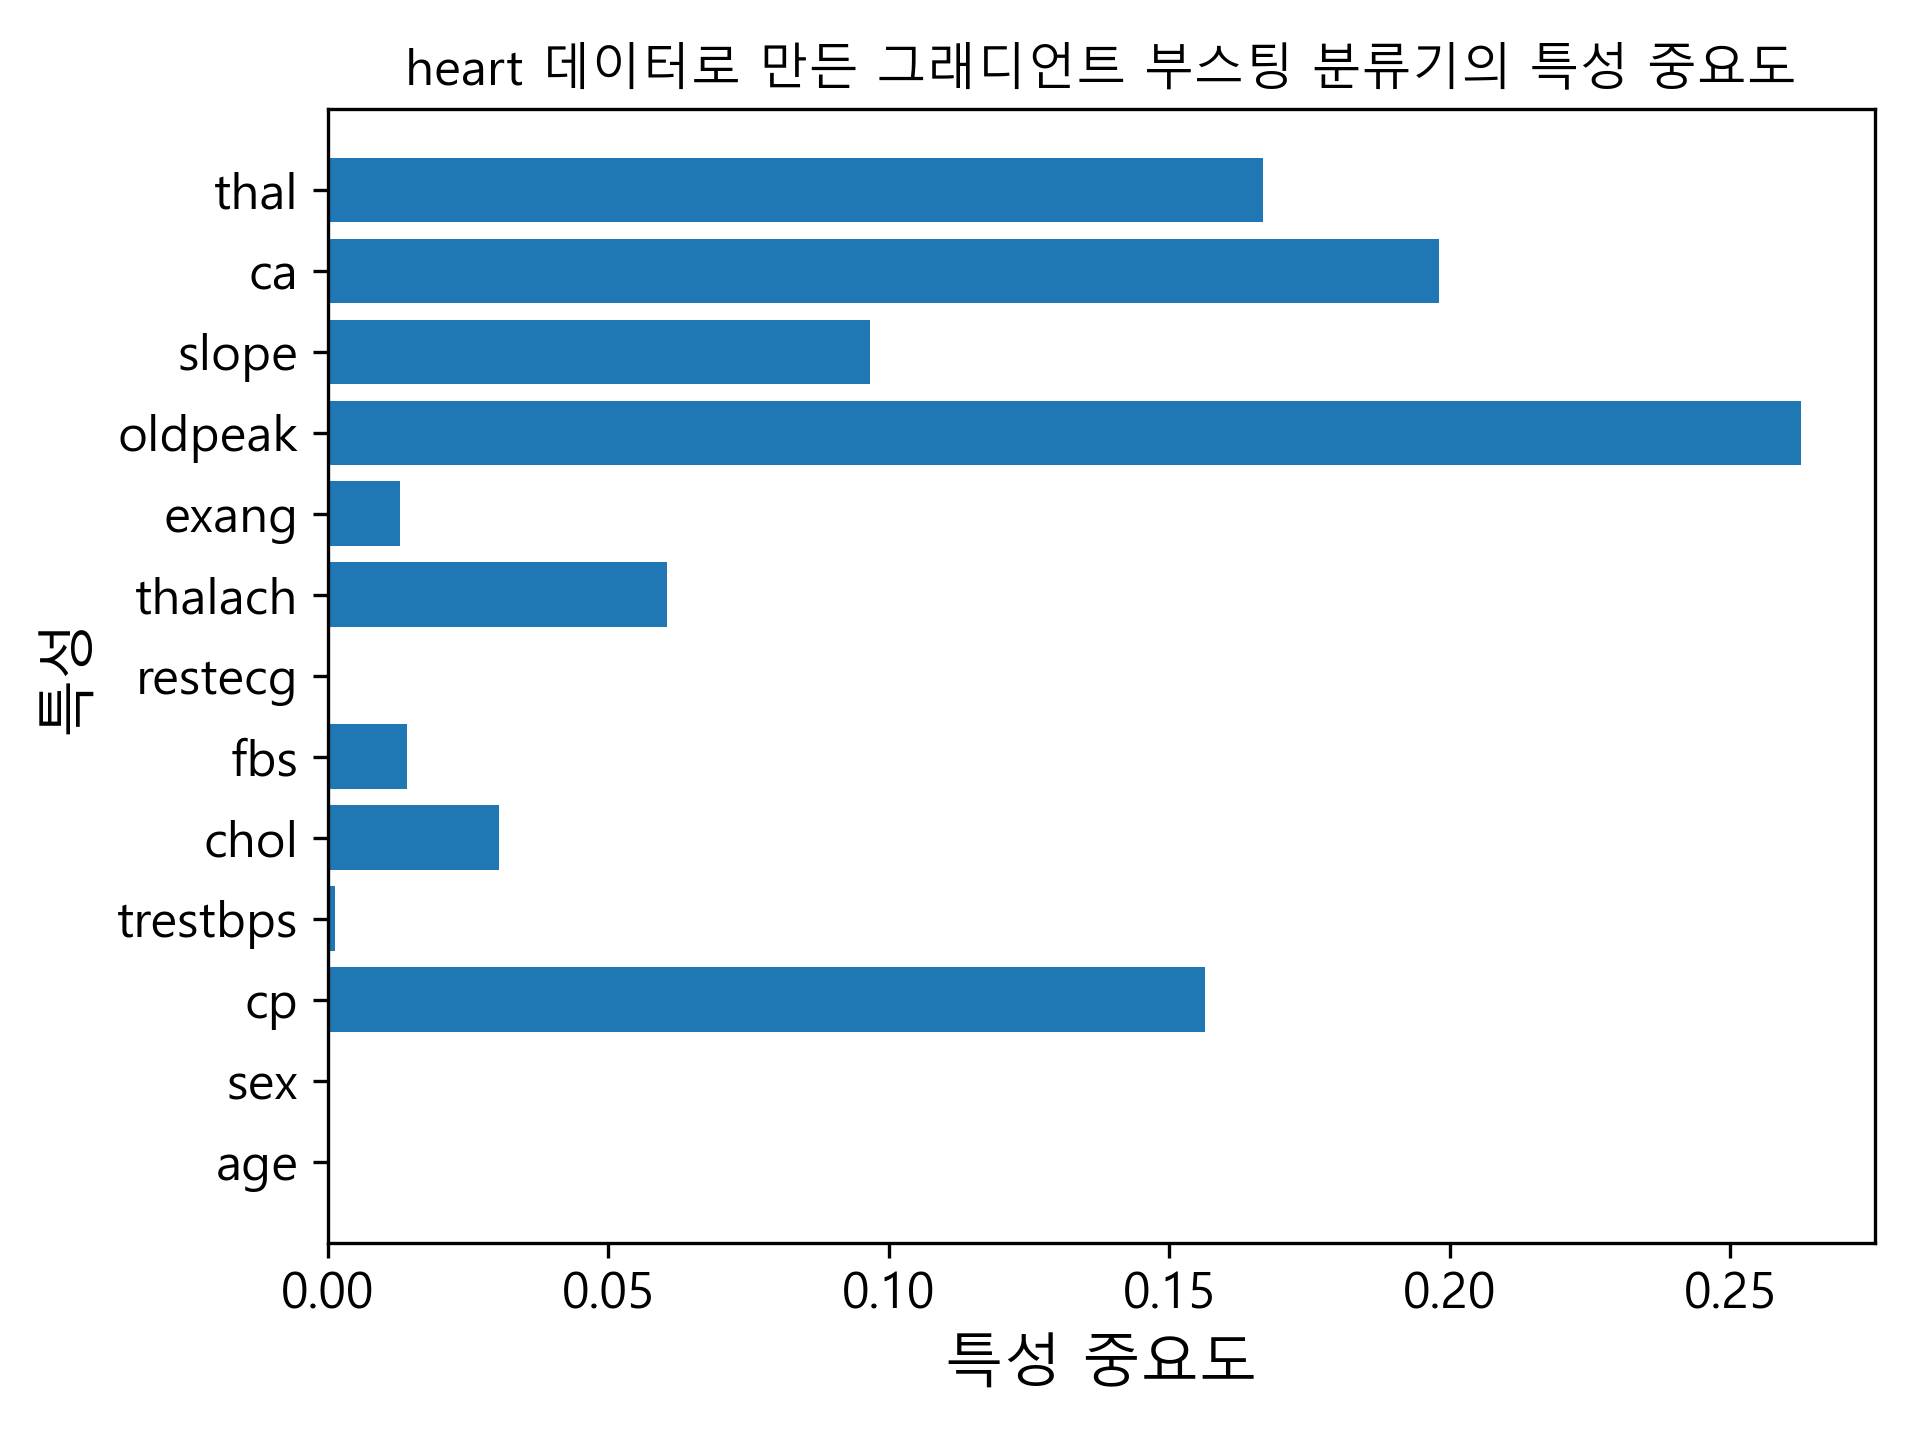 heart 데이터로 만든 그래디언트 부스팅 분류기의 특성 중요도
thal
ca
slope
oldpeak
exang
thalach
restecg
fbs
chol
trestbps
cp
sex
age
특성
0.00 0.05 0.10 0.15 0.20 0.25
특성 중요도